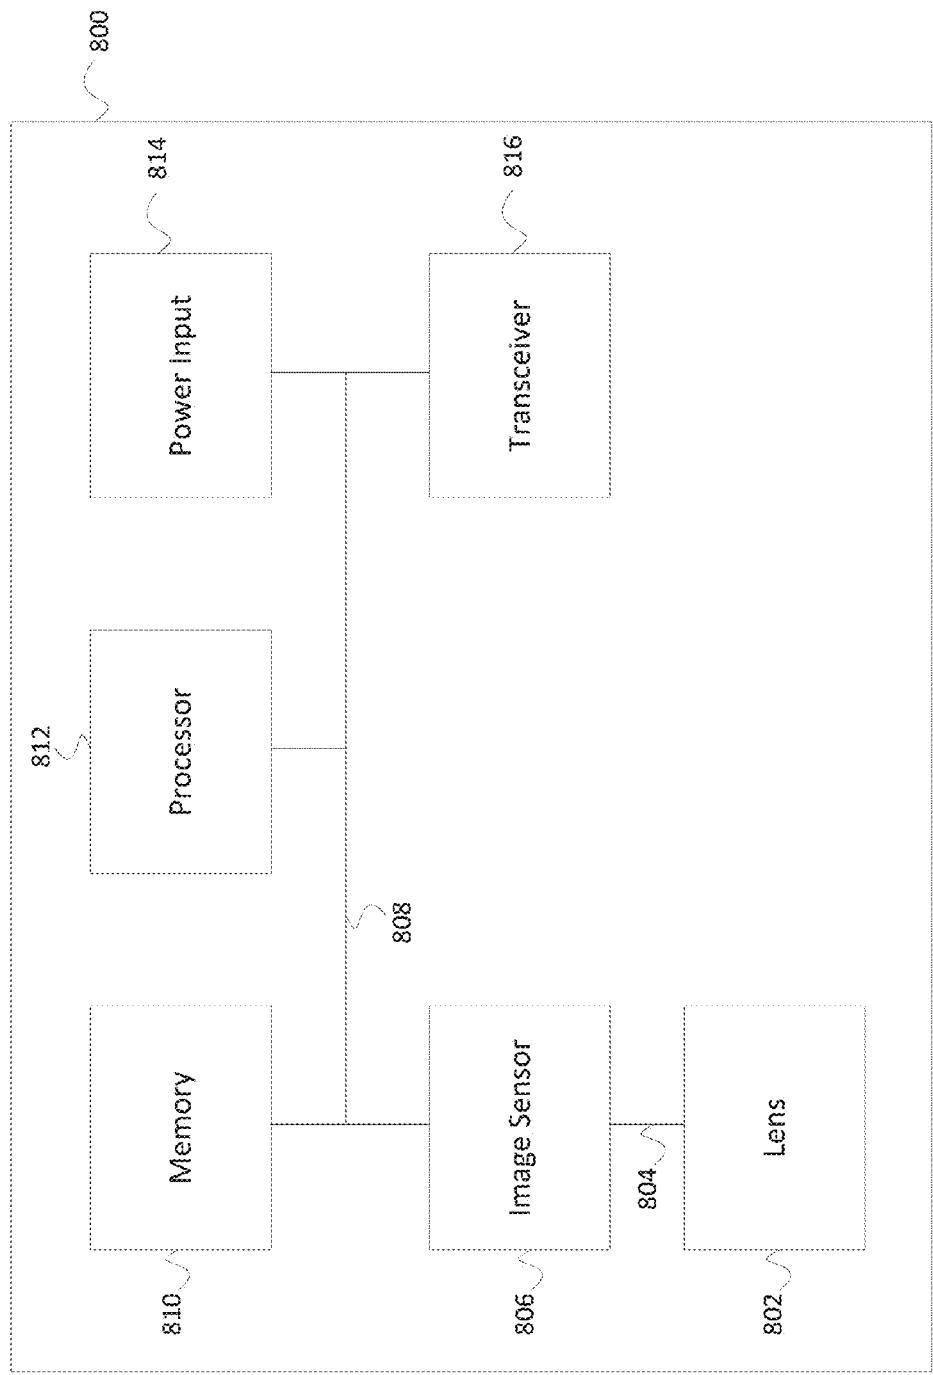 800
810
Memory
812
Processor
814
Power Input
808
806
Image Sensor
816
Transceiver
804
802
Lens